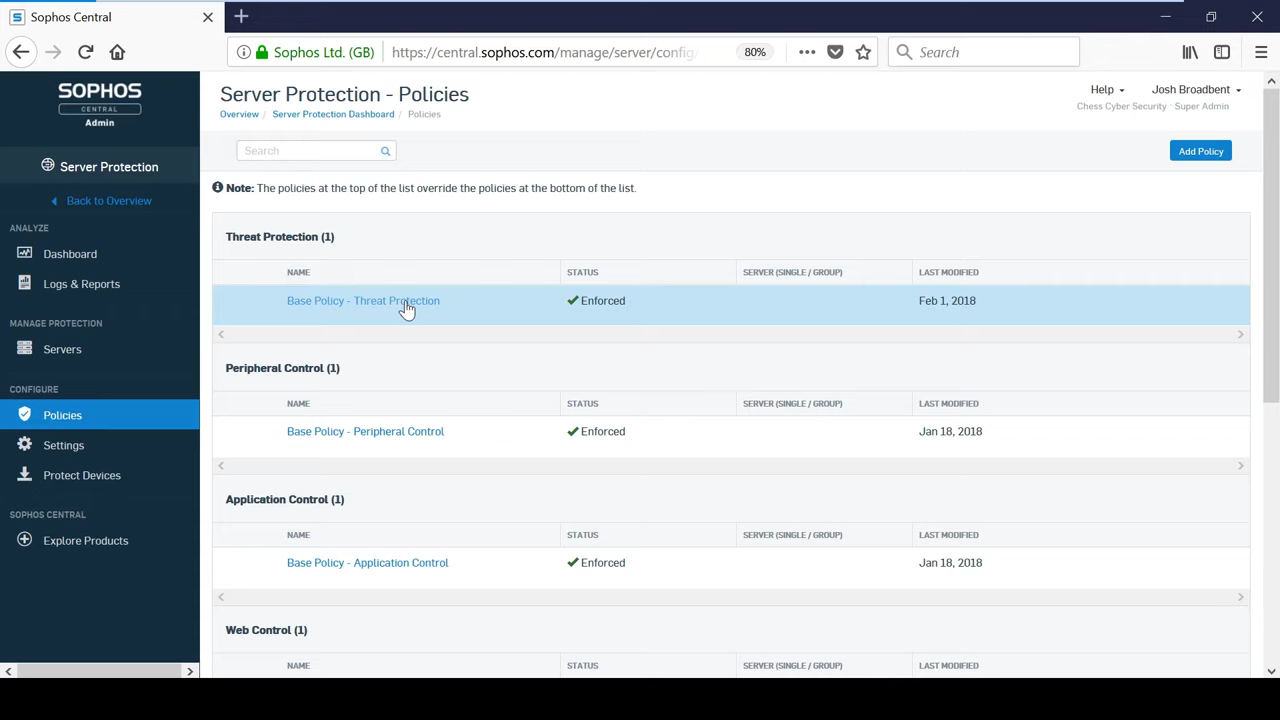 Sophos Central
Sophos Ltd. (GB)
https://central.sophos.com/manage/server/config
80%
Search
SOPHOS
CENTRAL
Admin
Server Protection
Back to Overview
ANALYZE
Dashboard
Logs & Reports
MANAGE PROTECTION
Servers
CONFIGURE
Policies
Settings
Protect Devices
SOPHOS CENTRAL
Explore Products
Server Protection - Policies
Overview / Server Protection Dashboard / Policies
Help
Josh Broadbent
Chess Cyber Security · Super Admin
Search
Add Policy
Note: The policies at the top of the list override the policies at the bottom of the list.
Threat Protection (1)
NAME STATUS SERVER (SINGLE / GROUP) LAST MODIFIED
Base Policy - Threat Protection Enforced Feb 1, 2018
Peripheral Control (1)
NAME STATUS SERVER (SINGLE / GROUP) LAST MODIFIED
Base Policy - Peripheral Control Enforced Jan 18, 2018
Application Control (1)
NAME STATUS SERVER (SINGLE / GROUP) LAST MODIFIED
Base Policy - Application Control Enforced Jan 18, 2018
Web Control (1)
NAME STATUS SERVER (SINGLE / GROUP) LAST MODIFIED